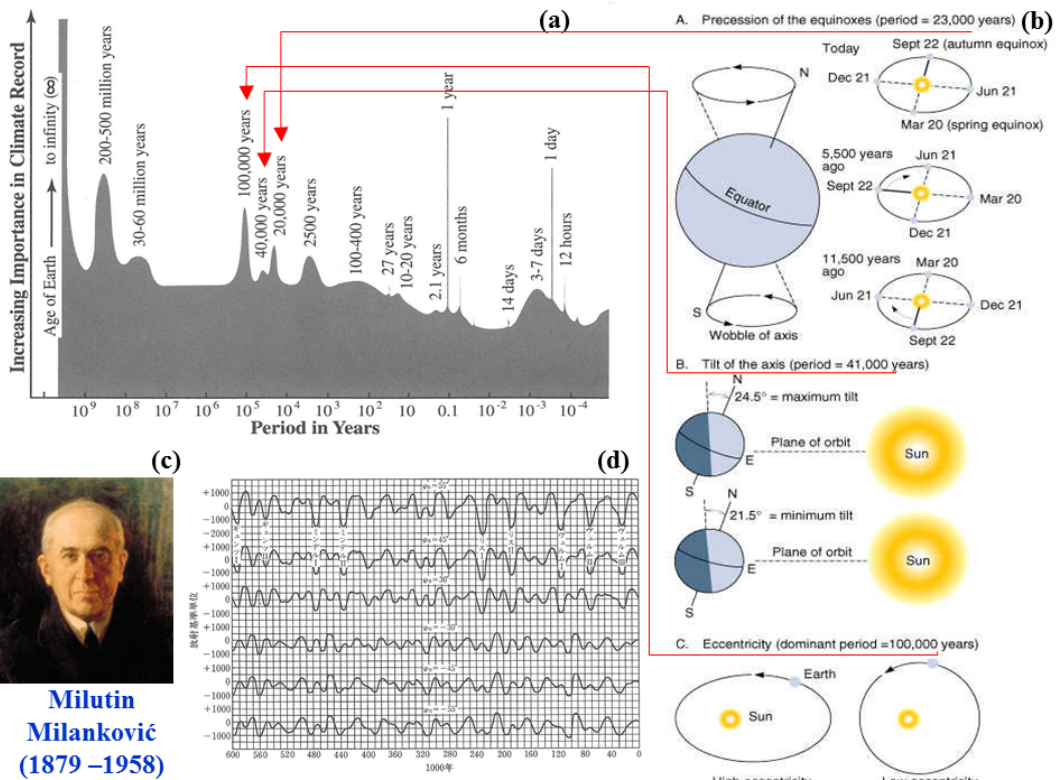 (a)
Increasing Importance in Climate Record
Age of Earth → to infinity (∞)
200-500 million years
30-60 million years
100,000 years
40,000 years
20,000 years
2500 years
100-400 years
27 years
10-20 years
2.1 years
1 year
6 months
14 days
3-7 days
1 day
12 hours
10⁹ 10⁸ 10⁷ 10⁶ 10⁵ 10⁴ 10³ 10² 10 0.1 10⁻² 10⁻³ 10⁻⁴
Period in Years
(b)
A. Precession of the equinoxes (period = 23,000 years)
Today
Sept 22 (autumn equinox)
Dec 21
Jun 21
Mar 20 (spring equinox)
N
Equator
S
Wobble of axis
5,500 years
ago
Jun 21
Sept 22
Mar 20
Dec 21
11,500 years
ago
Mar 20
Jun 21
Dec 21
Sept 22
B. Tilt of the axis (period = 41,000 years)
N
24.5° = maximum tilt
Plane of orbit
Sun
E
S
N
21.5° = minimum tilt
Plane of orbit
Sun
E
S
C. Eccentricity (dominant period =100,000 years)
Earth
Sun
High eccentricity
Low eccentricity
(c)
Milutin
Milanković
(1879 –1958)
(d)
放射基準単位
+1000
0
-1000
-2000
+1000
0
-1000
+1000
0
-1000
0
-1000
+1000
0
-1000
+1000
0
-1000
600 560 520 480 440 400 360 320 280 240 200 160 120 80 40 0
1000年